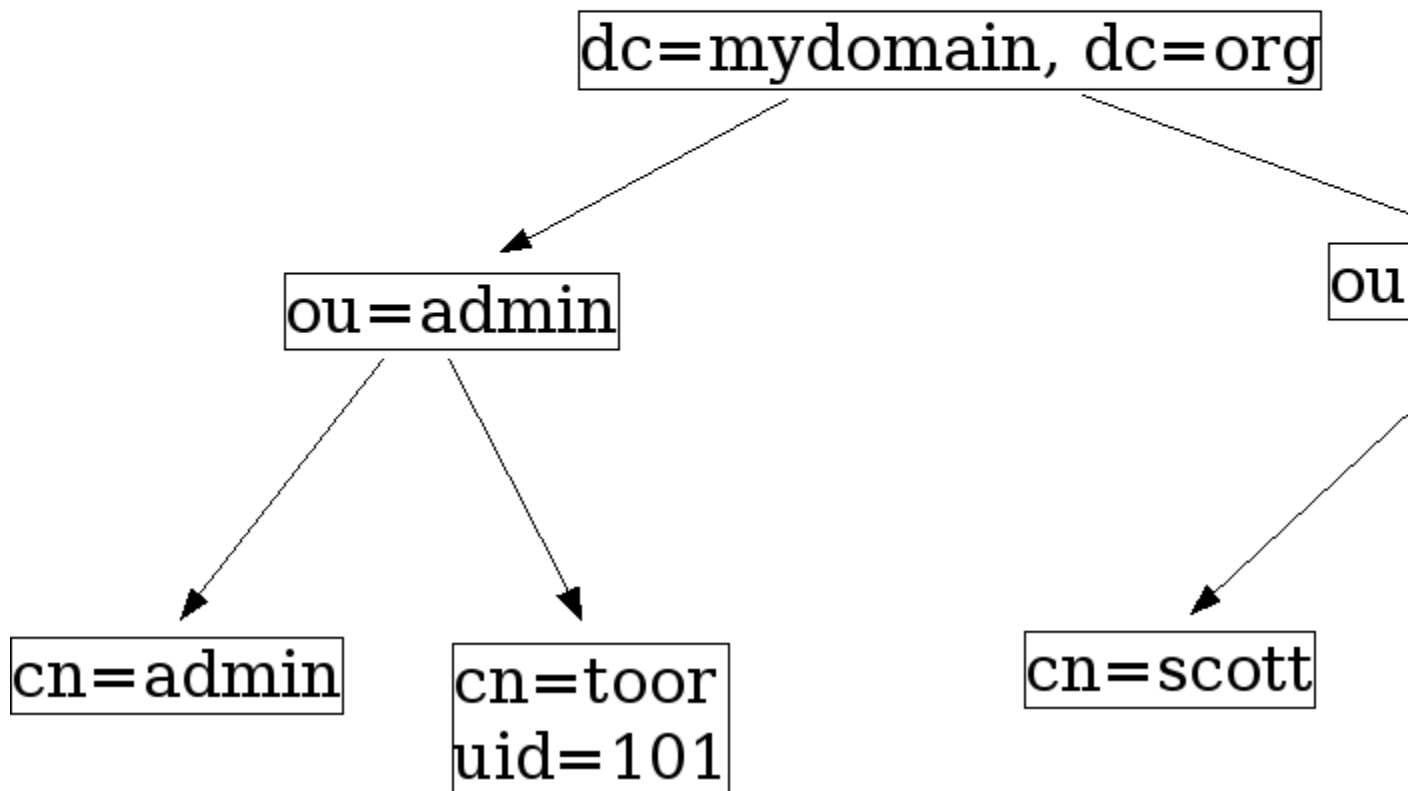 dc=mydomain, dc=org
ou=admin
ou
cn=admin
cn=toor
uid=101
cn=scott